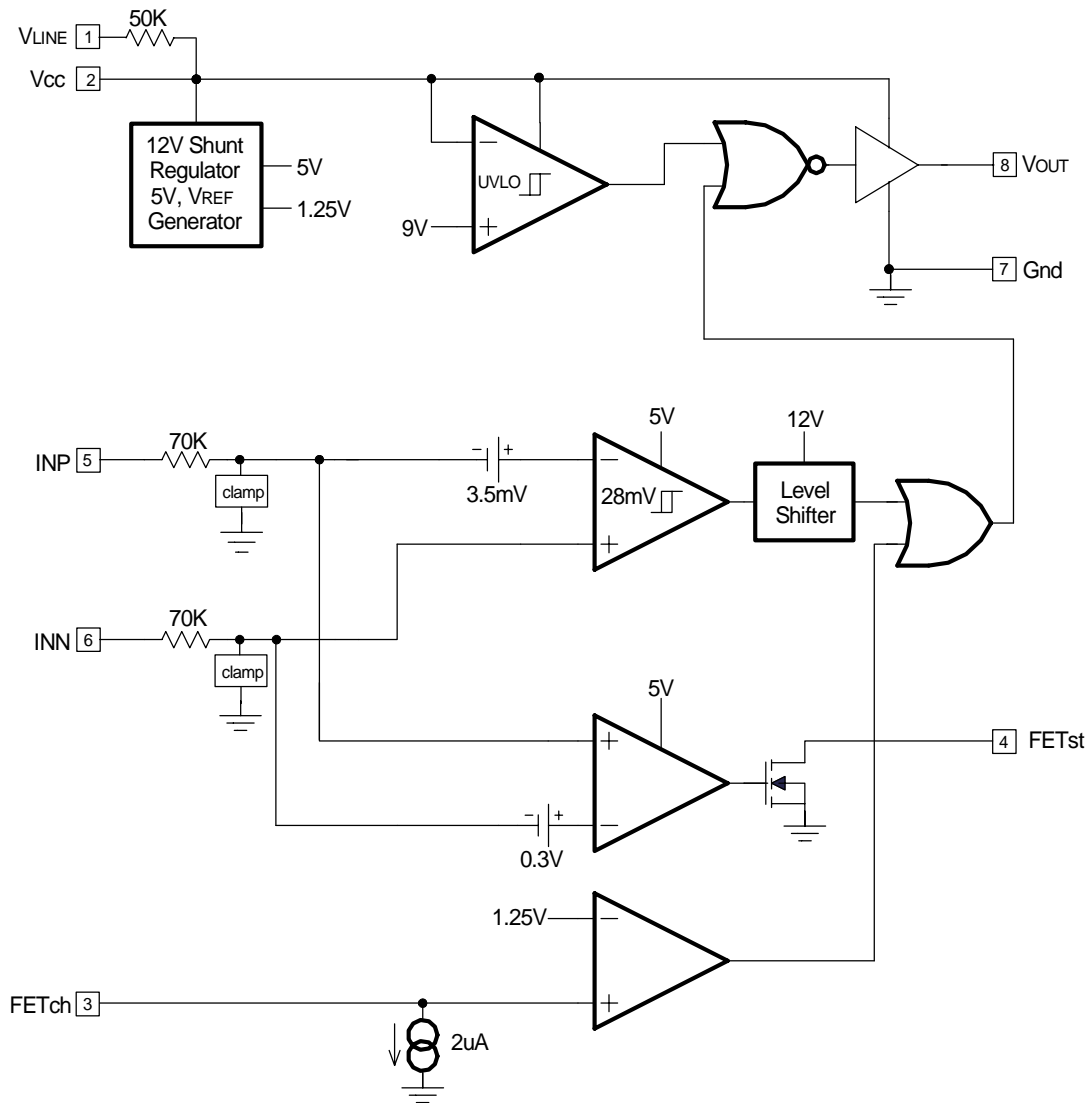 50K
VLINE 1
Vcc 2
12V Shunt
Regulator
5V, VREF
Generator
5V
1.25V
−
UVLO
9V
+
8 VOUT
7 Gnd
INP 5
70K
clamp
− +
3.5mV
5V
−
28mV
+
12V
Level
Shifter
INN 6
70K
clamp
5V
+
−
− +
0.3V
4 FETst
1.25V
−
+
FETch 3
2uA